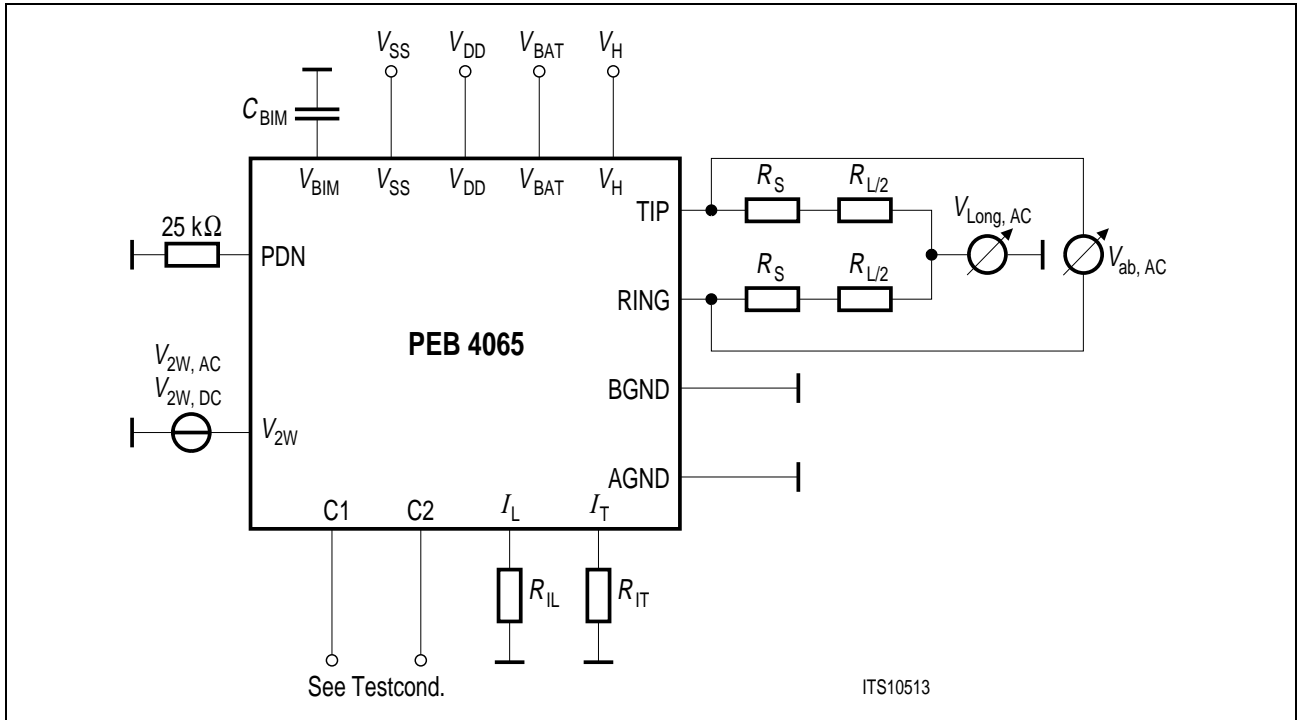 V_SS V_DD V_BAT V_H
C_BIM
V_BIM V_SS V_DD V_BAT V_H
TIP
R_S R_L/2
V_Long, AC
25 kΩ
PDN
V_ab, AC
R_S R_L/2
RING
PEB 4065
V_2W, AC
V_2W, DC
BGND
V_2W
AGND
C1 C2 I_L I_T
R_IL R_IT
See Testcond.
ITS10513